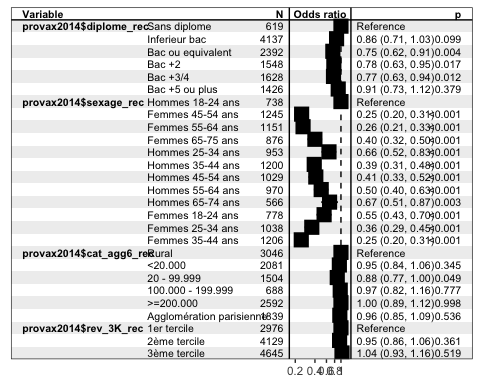 Variable N Odds ratio p
provax2014$diplome_rec Sans diplome 619 Reference
Inferieur bac 4137 0.86 (0.71, 1.03) 0.099
Bac ou equivalent 2392 0.75 (0.62, 0.91) 0.004
Bac +2 1548 0.78 (0.63, 0.95) 0.017
Bac +3/4 1628 0.77 (0.63, 0.94) 0.012
Bac +5 ou plus 1426 0.91 (0.73, 1.12) 0.379
provax2014$sexage_rec Hommes 18-24 ans 738 Reference
Femmes 45-54 ans 1245 0.25 (0.20, 0.31) <0.001
Femmes 55-64 ans 1151 0.26 (0.21, 0.33) <0.001
Femmes 65-75 ans 876 0.40 (0.32, 0.50) <0.001
Hommes 25-34 ans 953 0.66 (0.52, 0.83) <0.001
Hommes 35-44 ans 1200 0.39 (0.31, 0.48) <0.001
Hommes 45-54 ans 1029 0.41 (0.33, 0.52) <0.001
Hommes 55-64 ans 970 0.50 (0.40, 0.63) <0.001
Hommes 65-74 ans 566 0.67 (0.51, 0.87) 0.003
Femmes 18-24 ans 778 0.55 (0.43, 0.70) <0.001
Femmes 25-34 ans 1038 0.36 (0.29, 0.45) <0.001
Femmes 35-44 ans 1206 0.25 (0.20, 0.31) <0.001
provax2014$cat_agg6_rec Rural 3046 Reference
<20.000 2081 0.95 (0.84, 1.06) 0.345
20 - 99.999 1504 0.88 (0.77, 1.00) 0.049
100.000 - 199.999 688 0.97 (0.82, 1.16) 0.777
>=200.000 2592 1.00 (0.89, 1.12) 0.998
Agglomération parisienne 1839 0.96 (0.85, 1.09) 0.536
provax2014$rev_3K_rec 1er tercile 2976 Reference
2ème tercile 4129 0.95 (0.86, 1.06) 0.361
3ème tercile 4645 1.04 (0.93, 1.16) 0.519
0.2 0.4 0.6 0.8 1